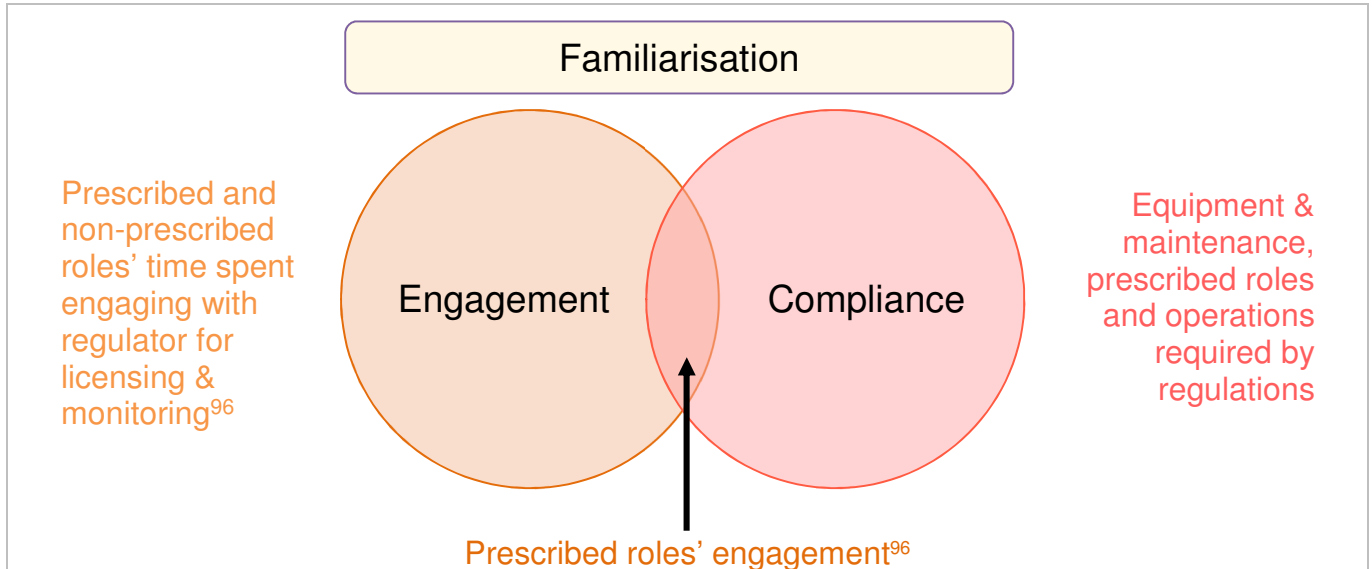 Familiarisation
Prescribed and
non-prescribed
roles’ time spent
engaging with
regulator for
licensing &
monitoring96
Engagement
Compliance
Equipment &
maintenance,
prescribed roles
and operations
required by
regulations
Prescribed roles’ engagement96